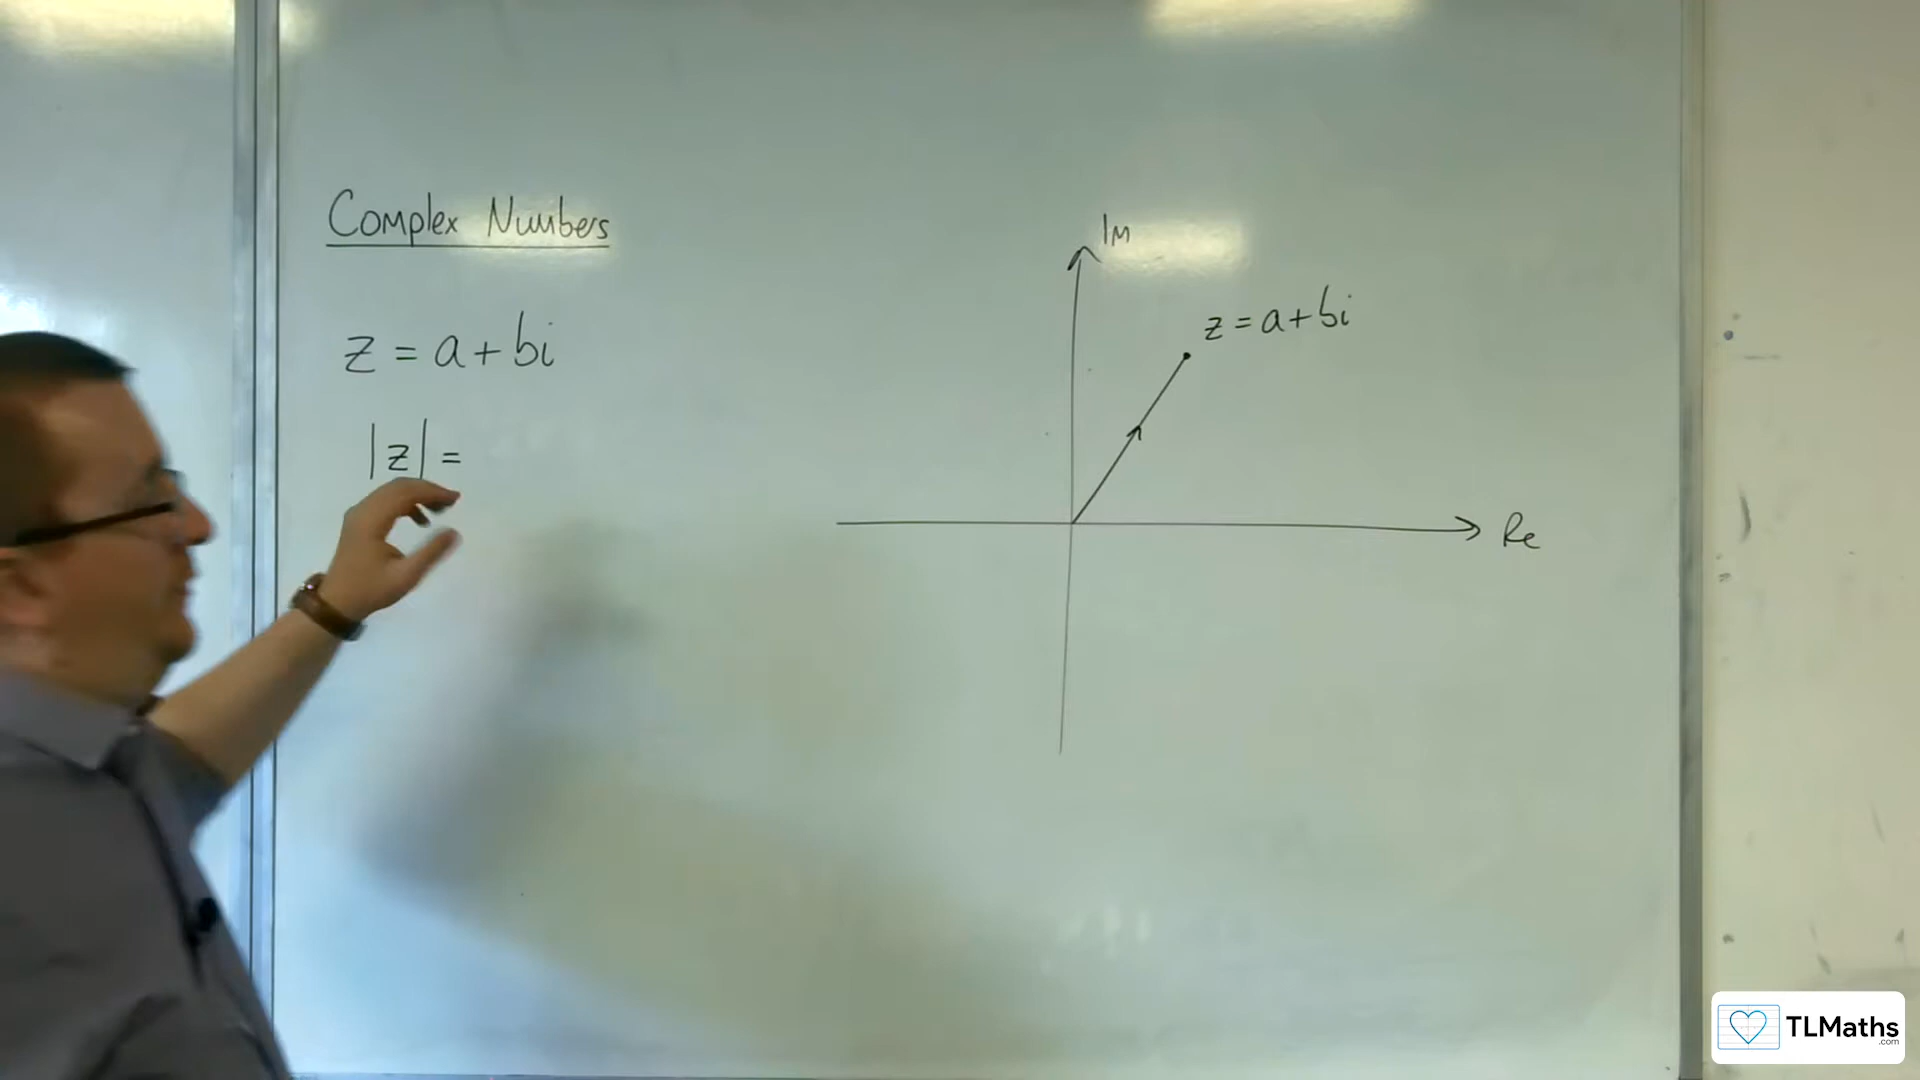 Complex Numbers
z = a + bi
|z| =
Im
z = a + bi
Re
TLMaths
.com